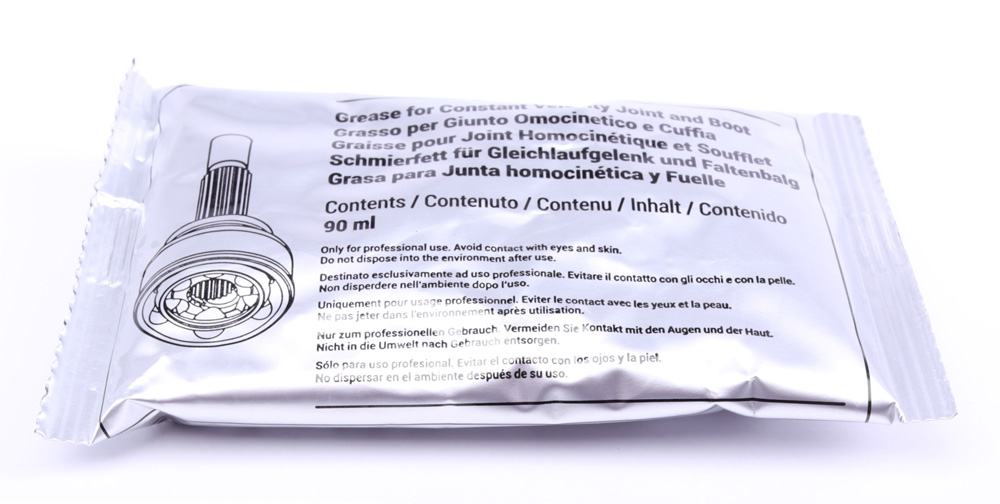 Grease for Constant Velocity Joint and Boot
Grasso per Giunto Omocinetico e Cuffia
Graisse pour Joint Homocinétique et Soufflet
Schmierfett für Gleichlaufgelenk und Faltenbalg
Grasa para Junta homocinética y Fuelle
Contents / Contenuto / Contenu / Inhalt / Contenido
90 ml
Only for professional use. Avoid contact with eyes and skin.
Do not dispose into the environment after use.
Destinato esclusivamente ad uso professionale. Evitare il contatto con gli occhi e con la pelle.
Non disperdere nell'ambiente dopo l'uso.
Uniquement pour usage professionnel. Eviter le contact avec les yeux et la peau.
Ne pas jeter dans l'environnement après utilisation.
Nur zum professionellen Gebrauch. Vermeiden Sie Kontakt mit den Augen und der Haut.
Nicht in die Umwelt nach Gebrauch entsorgen.
Sólo para uso profesional. Evitar el contacto con los ojos y la piel.
No dispersar en el ambiente después de su uso.